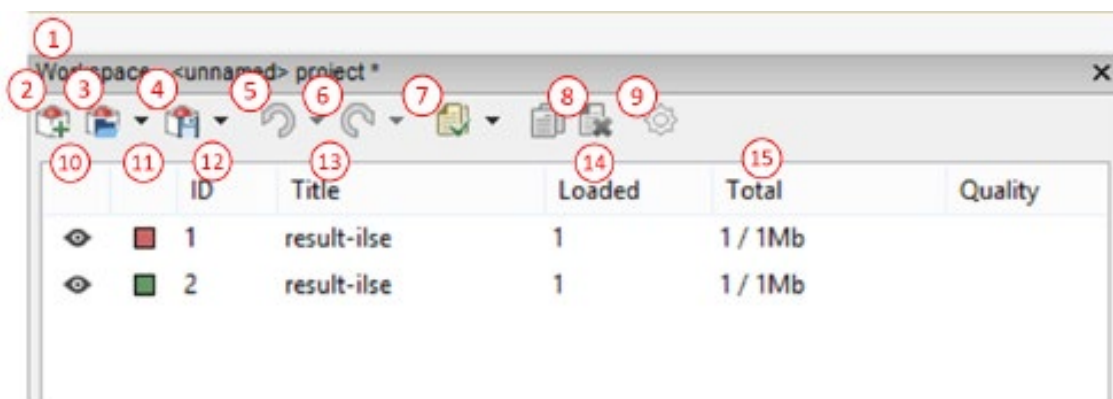 1
Workspace - <unnamed> project *
2 3 4 5 6 7 8 9
10 11 12 13 14 15
ID Title Loaded Total Quality
1 result-ilse 1 1 / 1Mb
2 result-ilse 1 1 / 1Mb